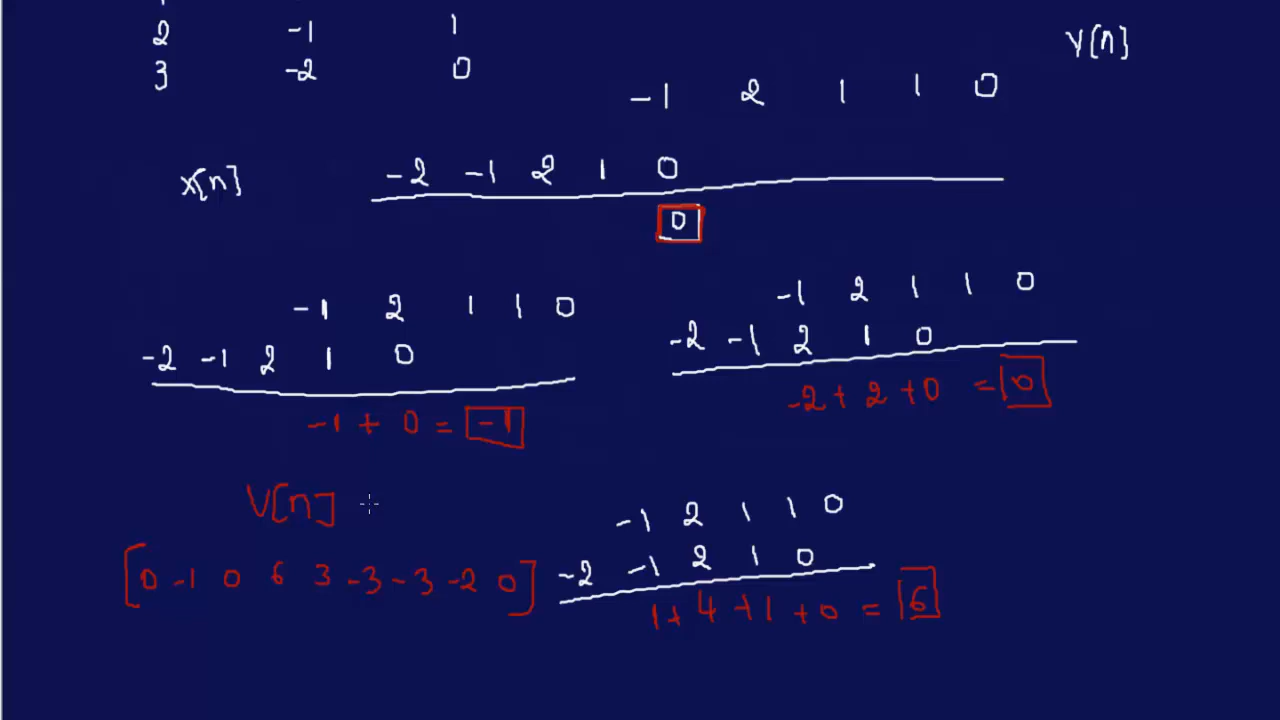 2 -1 1
3 -2 0
y[n]
-1 2 1 1 0
x[n] -2 -1 2 1 0
0
-1 2 1 1 0
-2 -1 2 1 0
-1 + 0 = -1
-1 2 1 1 0
-2 -1 2 1 0
-2 + 2 + 0 = 0
V[n]
[0 -1 0 6 3 -3 -3 -2 0]
-1 2 1 1 0
-2 -1 2 1 0
1 + 4 + 1 + 0 = 6